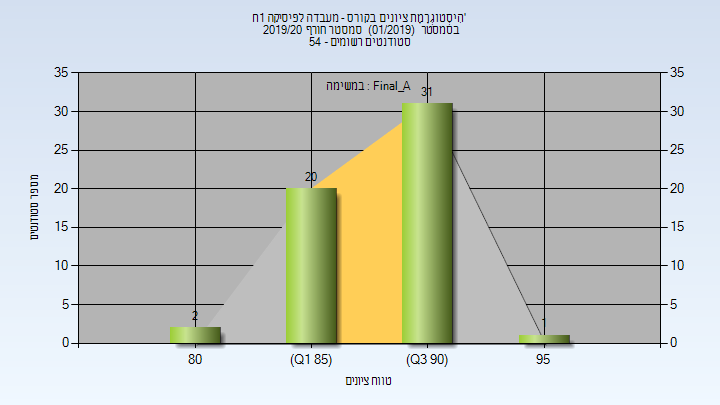 היסטוגרמת ציונים בקורס - מעבדה לפיסיקה 1ח'
בסמסטר (01/2019) סמסטר חורף 2019/20
סטודנטים רשומים - 54
במשימה : Final_A
35 35
31
30 30
25 25
20
20 20
15 15
10 10
5 5
2 1
0 0
80 (Q1 85) (Q3 90) 95
מספר סטודנטים
טווח ציונים